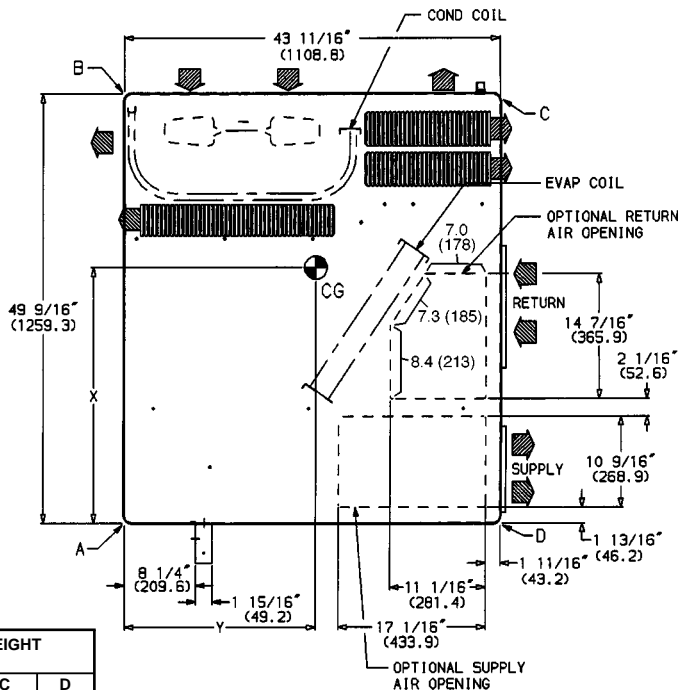 COND COIL
43 11/16"
(1108.8)
B
C
EVAP COIL
OPTIONAL RETURN
AIR OPENING
7.0
(178)
CG
RETURN
49 9/16"
(1259.3)
7.3 (185)
14 7/16"
(365.9)
8.4 (213)
2 1/16"
(52.6)
X
10 9/16"
(268.9)
SUPPLY
A
D
1 13/16"
(46.2)
8 1/4"
(209.6)
1 11/16"
(43.2)
11 1/16"
(281.4)
1 15/16"
(49.2)
Y
17 1/16"
(433.9)
OPTIONAL SUPPLY
AIR OPENING
EIGHT
C D